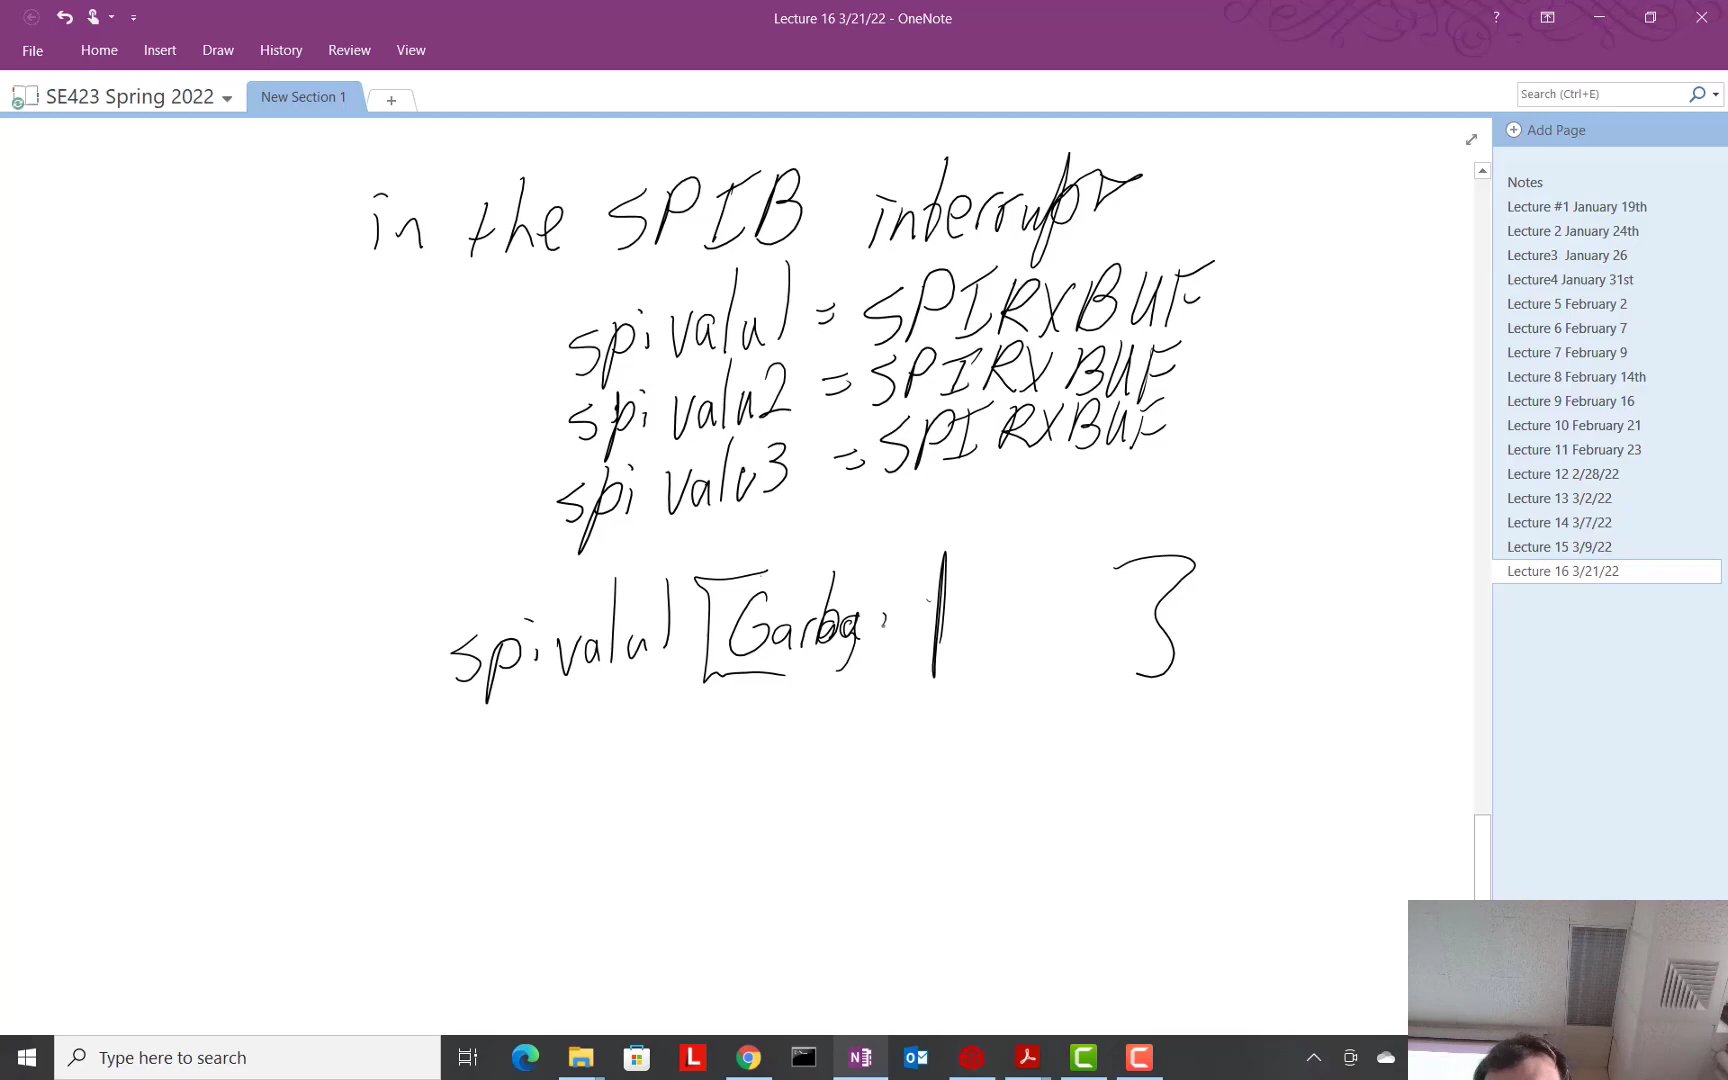 Lecture 16 3/21/22 - OneNote
?
File Home Insert Draw History Review View
SE423 Spring 2022
New Section 1
+
Search (Ctrl+E)
Add Page
Notes
Lecture #1 January 19th
Lecture 2 January 24th
Lecture3 January 26
Lecture4 January 31st
Lecture 5 February 2
Lecture 6 February 7
Lecture 7 February 9
Lecture 8 February 14th
Lecture 9 February 16
Lecture 10 February 21
Lecture 11 February 23
Lecture 12 2/28/22
Lecture 13 3/2/22
Lecture 14 3/7/22
Lecture 15 3/9/22
Lecture 16 3/21/22
in the SPIB interrupt
spivalu1 = SPIRXBUF
spivalu2 = SPIRXBUF
spivalu3 = SPIRXBUF
spivalu1 [Garbag
Type here to search